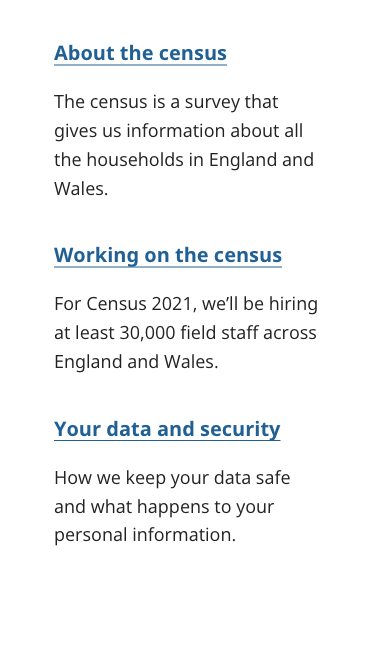 About the census
The census is a survey that
gives us information about all
the households in England and
Wales.
Working on the census
For Census 2021, we’ll be hiring
at least 30,000 field staff across
England and Wales.
Your data and security
How we keep your data safe
and what happens to your
personal information.